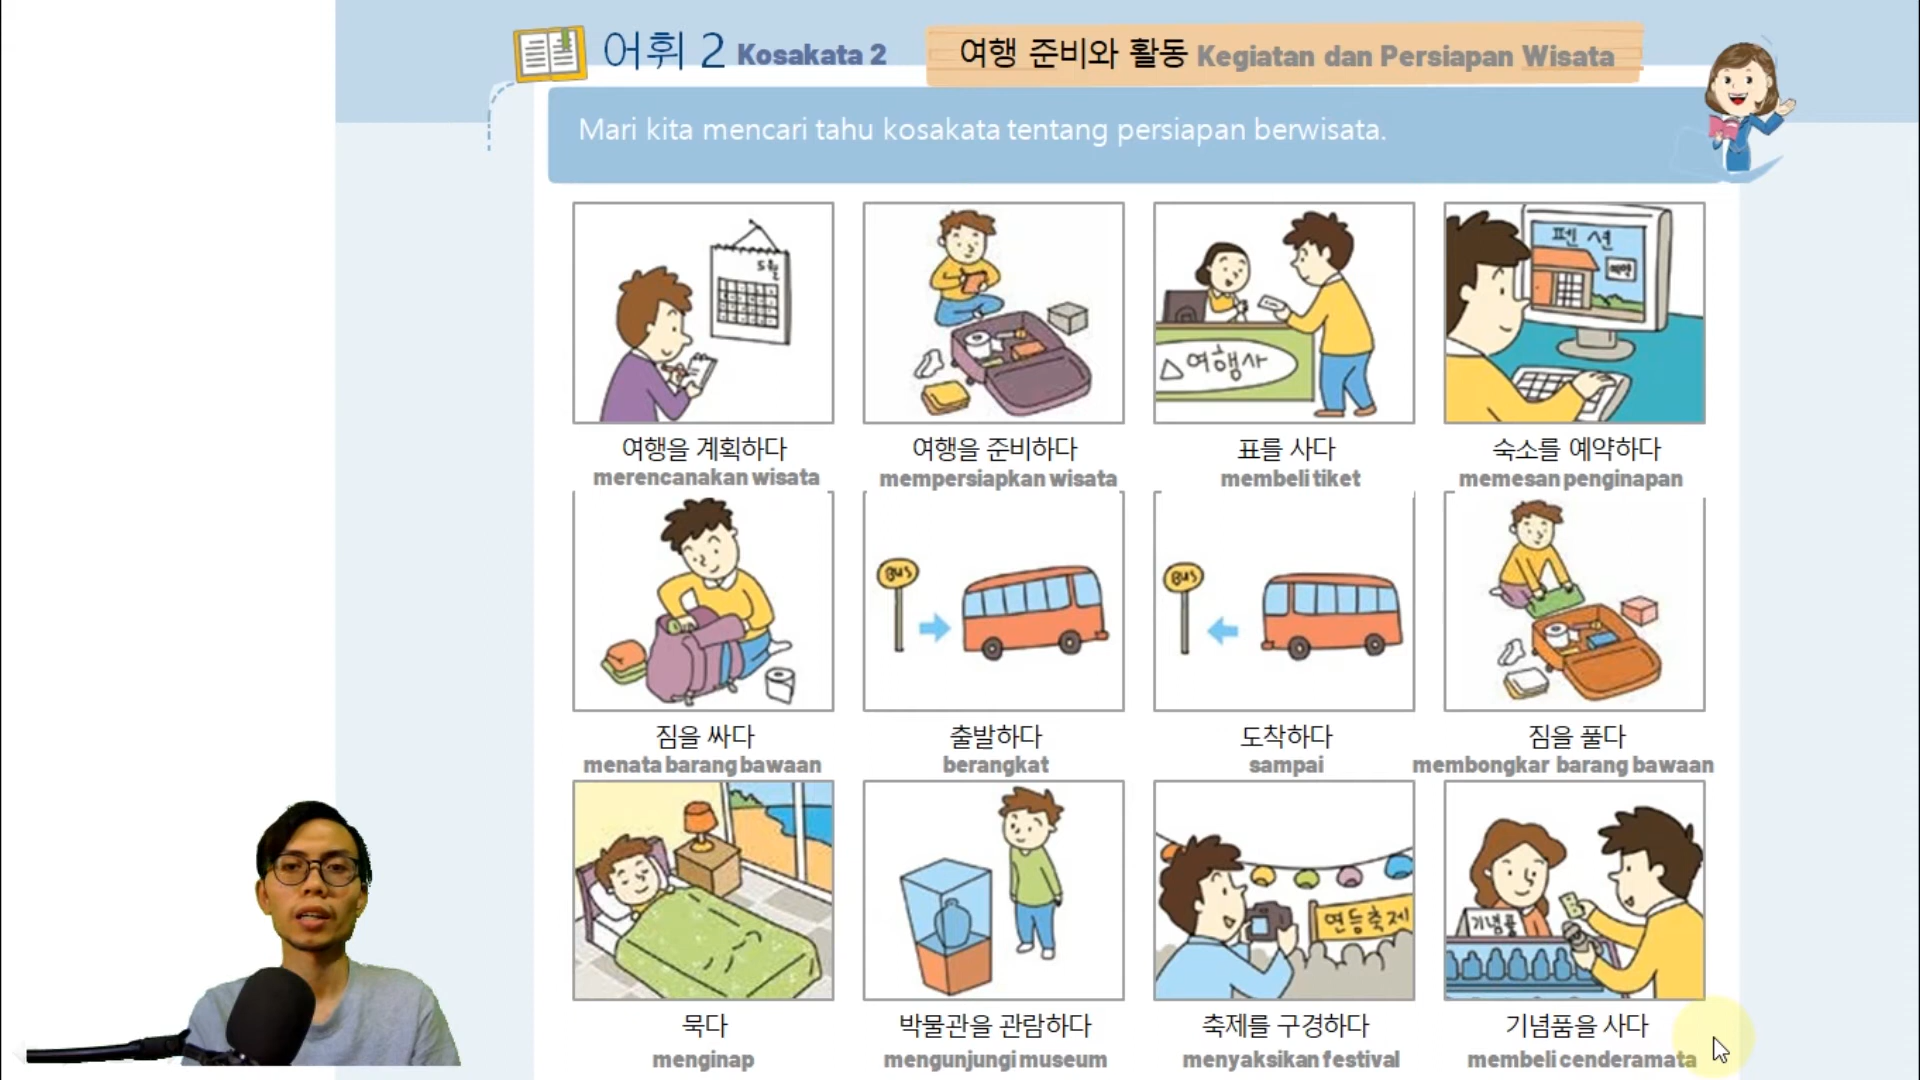 어휘 2 Kosakata 2
여행 준비와 활동 Kegiatan dan Persiapan Wisata
Mari kita mencari tahu kosakata tentang persiapan berwisata.
5월
여행사
펜션
예약
여행을 계획하다
merencanakan wisata
여행을 준비하다
mempersiapkan wisata
표를 사다
membeli tiket
숙소를 예약하다
memesan penginapan
BUS
BUS
짐을 싸다
menata barang bawaan
출발하다
berangkat
도착하다
sampai
짐을 풀다
membongkar barang bawaan
연등축제
기념품
묵다
menginap
박물관을 관람하다
mengunjungi museum
축제를 구경하다
menyaksikan festival
기념품을 사다
membeli cenderamata